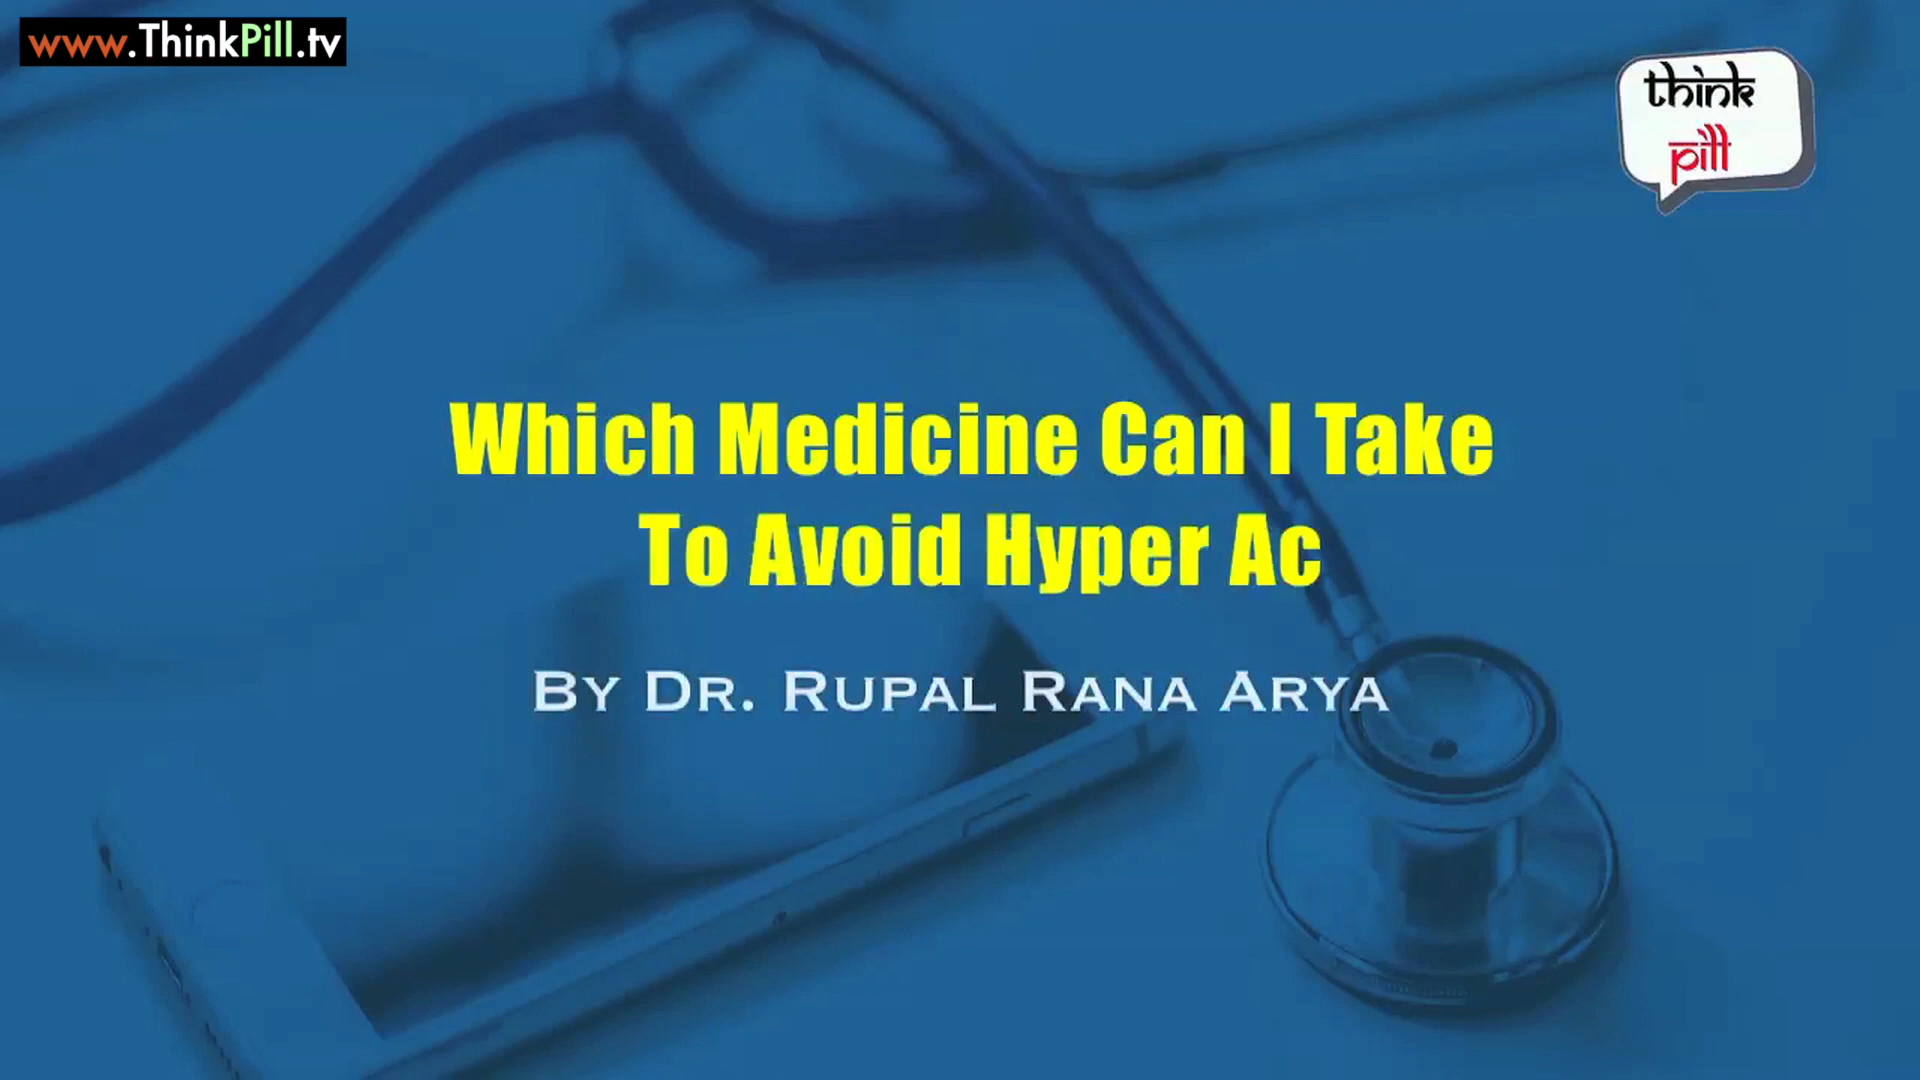 www.ThinkPill.tv
think
pill
Which Medicine Can I Take
To Avoid Hyper Ac
By Dr. Rupal Rana Arya